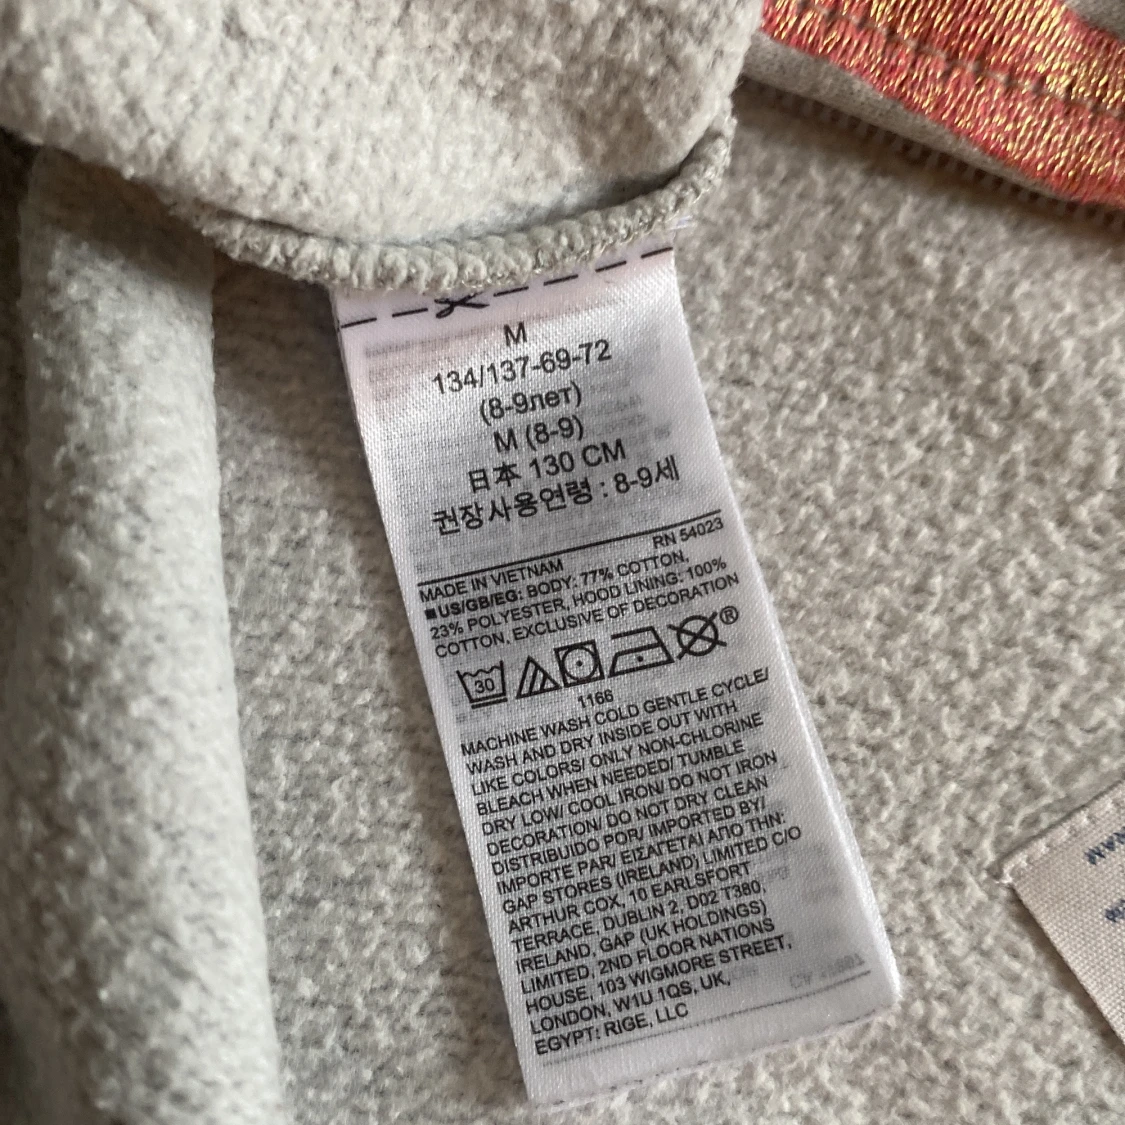 M
134/137-69-72
(8-9лет)
M (8-9)
日本 130 CM
권장사용연령 : 8-9세
RN 54023
MADE IN VIETNAM
■US/GB/EG: BODY: 77% COTTON,
23% POLYESTER, HOOD LINING: 100%
COTTON, EXCLUSIVE OF DECORATION
30
®
1166
MACHINE WASH COLD GENTLE CYCLE/
WASH AND DRY INSIDE OUT WITH
LIKE COLORS/ ONLY NON-CHLORINE
BLEACH WHEN NEEDED/ TUMBLE
DRY LOW/ COOL IRON/ DO NOT IRON
DECORATION/ DO NOT DRY CLEAN
DISTRIBUIDO POR/ IMPORTED BY/
IMPORTE PAR/ ΕΙΣΑΓΕΤΑΙ ΑΠΟ ΤΗΝ:
GAP STORES (IRELAND) LIMITED C/O
ARTHUR COX, 10 EARLSFORT
TERRACE, DUBLIN 2, D02 T380,
IRELAND, GAP (UK HOLDINGS)
LIMITED, 2ND FLOOR NATIONS
HOUSE, 103 WIGMORE STREET,
LONDON, W1U 1QS, UK,
EGYPT: RIGE, LLC